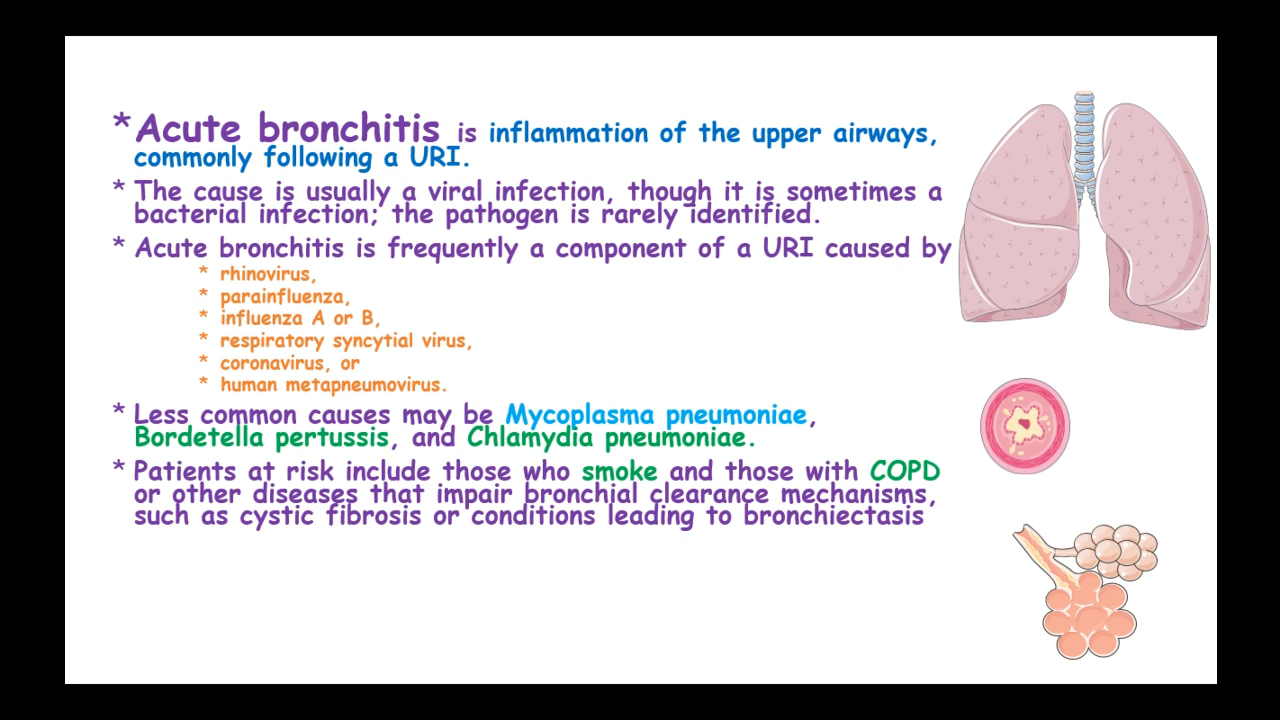 *Acute bronchitis is inflammation of the upper airways,
commonly following a URI.
* The cause is usually a viral infection, though it is sometimes a
bacterial infection; the pathogen is rarely identified.
* Acute bronchitis is frequently a component of a URI caused by
* rhinovirus,
* parainfluenza,
* influenza A or B,
* respiratory syncytial virus,
* coronavirus, or
* human metapneumovirus.
* Less common causes may be Mycoplasma pneumoniae,
Bordetella pertussis, and Chlamydia pneumoniae.
* Patients at risk include those who smoke and those with COPD
or other diseases that impair bronchial clearance mechanisms,
such as cystic fibrosis or conditions leading to bronchiectasis